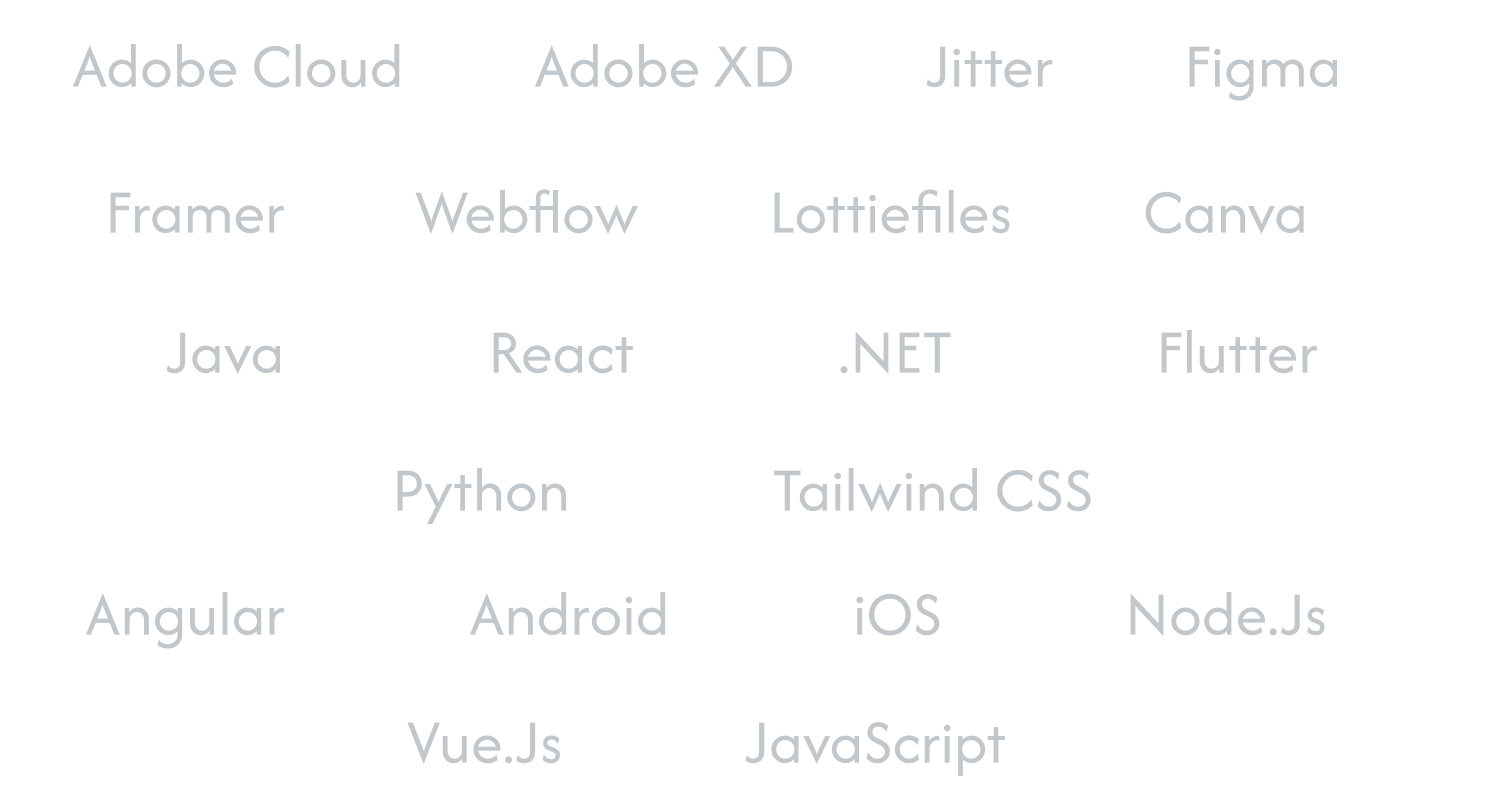 Adobe Cloud Adobe XD Jitter Figma
Framer Webflow Lottiefiles Canva
Java React .NET Flutter
Python Tailwind CSS
Angular Android iOS Node.Js
Vue.Js JavaScript